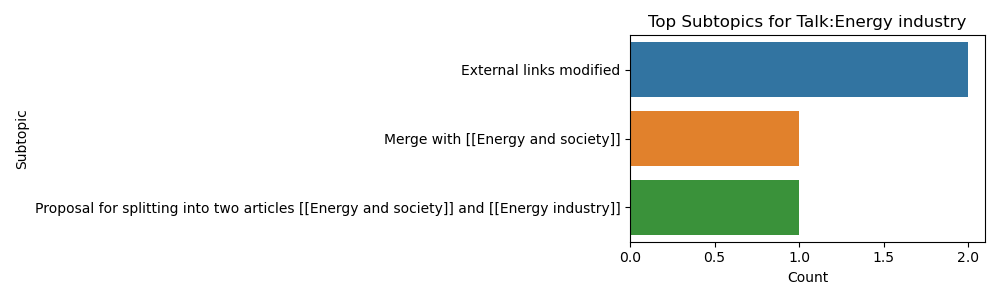 Top Subtopics for Talk:Energy industry
Subtopic
External links modified
Merge with [[Energy and society]]
Proposal for splitting into two articles [[Energy and society]] and [[Energy industry]]
0.0 0.5 1.0 1.5 2.0
Count